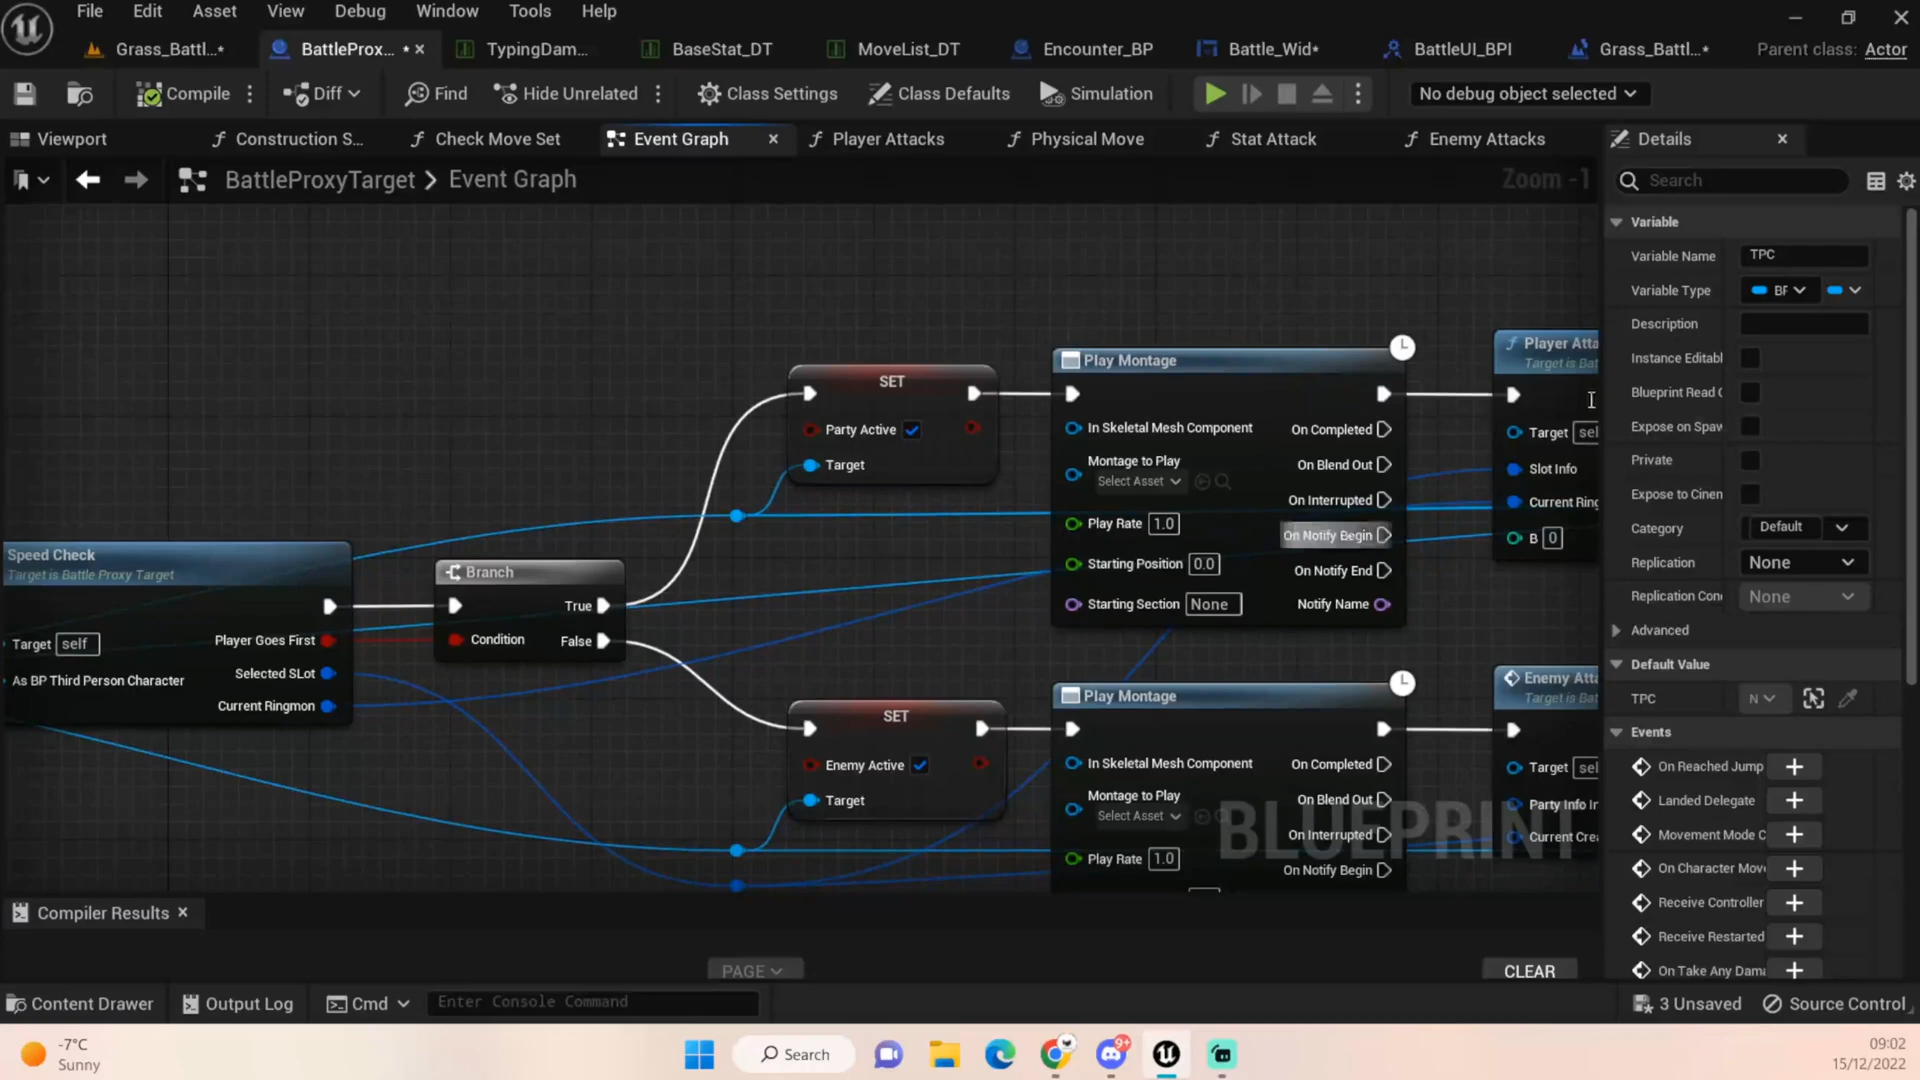 File Edit Asset View Debug Window Tools Help
Grass_Battl...* BattleProx... * TypingDam... BaseStat_DT MoveList_DT Encounter_BP Battle_Wid* BattleUI_BPI Grass_Battl...* Parent class: Actor
Compile Diff Find Hide Unrelated Class Settings Class Defaults Simulation No debug object selected
Viewport Construction S... Check Move Set Event Graph Player Attacks Physical Move Stat Attack Enemy Attacks Details
BattleProxyTarget > Event Graph Zoom -1 Search
Variable
Variable Name TPC
Variable Type BF
Description
Instance Editabl
Blueprint Read C
Expose on Spaw
Private
Expose to Cinen
Category Default
Replication None
Replication Con None
Advanced
Default Value
TPC N
Events
On Reached Jump
Landed Delegate
Movement Mode C
On Character Mov
Receive Controller
Receive Restarted
On Take Any Dama
Speed Check
Target is Battle Proxy Target
Target self
Player Goes First
As BP Third Person Character
Selected SLot
Current Ringmon
Branch
True
Condition
False
SET
Party Active
Target
Play Montage
In Skeletal Mesh Component
On Completed
Montage to Play
Select Asset
On Blend Out
On Interrupted
Play Rate 1.0
On Notify Begin
Starting Position 0.0
On Notify End
Starting Section None
Notify Name
Player Atta
Target is Bat
Target sel
Slot Info
Current Ring
B 0
SET
Enemy Active
Target
Play Montage
In Skeletal Mesh Component
On Completed
Montage to Play
Select Asset
On Blend Out
On Interrupted
Play Rate 1.0
On Notify Begin
Enemy Atta
Target is Bat
Target sel
Party Info In
Current Crea
BLUEPRINT
Compiler Results
PAGE CLEAR
Content Drawer Output Log Cmd Enter Console Command 3 Unsaved Source Control
-7°C
Sunny
Search
9+
09:02
15/12/2022